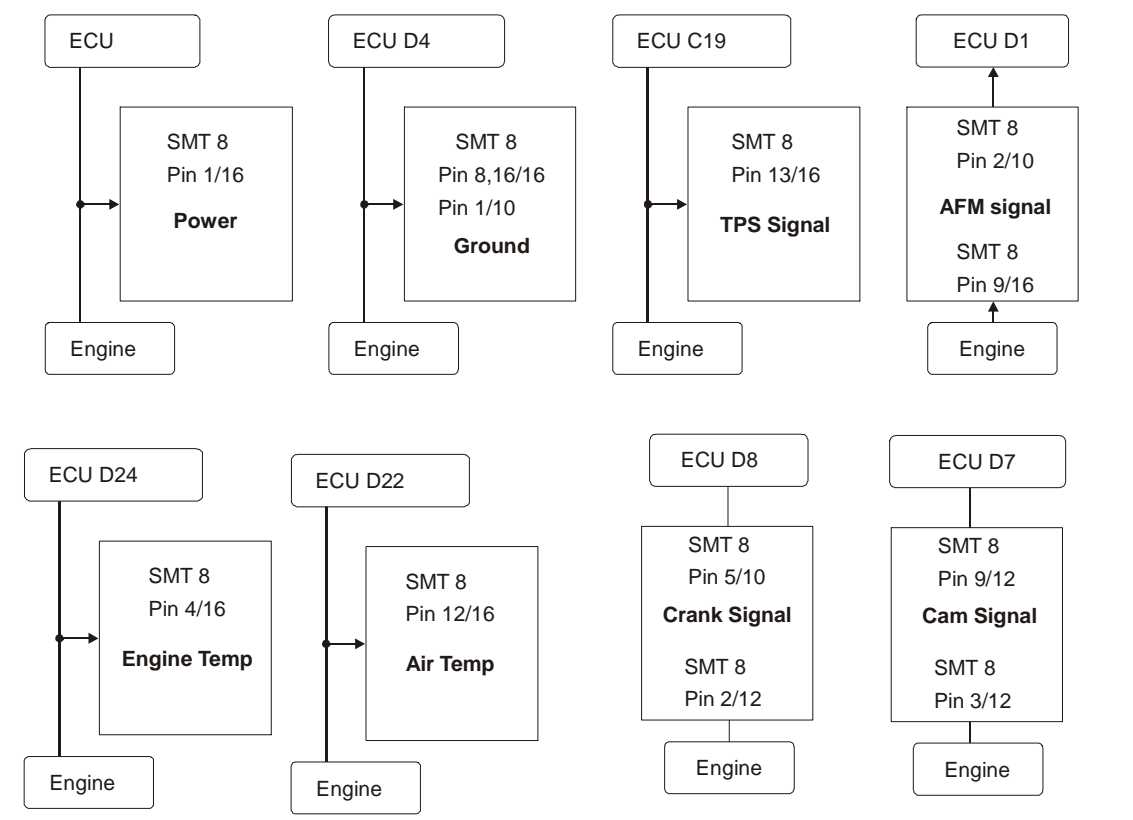 ECU
SMT 8
Pin 1/16
Power
Engine
ECU D4
SMT 8
Pin 8,16/16
Pin 1/10
Ground
Engine
ECU C19
SMT 8
Pin 13/16
TPS Signal
Engine
ECU D1
SMT 8
Pin 2/10
AFM signal
SMT 8
Pin 9/16
Engine
ECU D24
SMT 8
Pin 4/16
Engine Temp
Engine
ECU D22
SMT 8
Pin 12/16
Air Temp
Engine
ECU D8
SMT 8
Pin 5/10
Crank Signal
SMT 8
Pin 2/12
Engine
ECU D7
SMT 8
Pin 9/12
Cam Signal
SMT 8
Pin 3/12
Engine